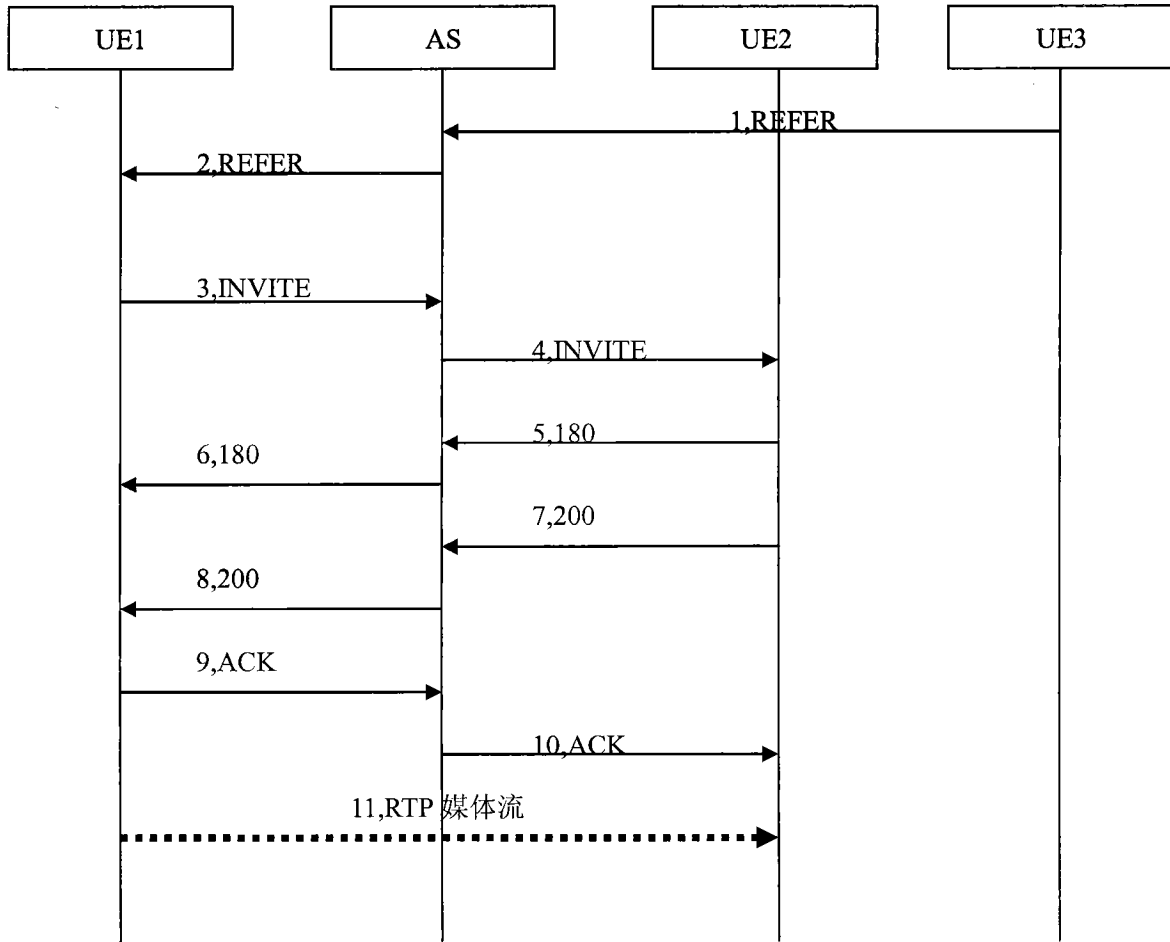 UE1
AS
UE2
UE3
1,REFER
2,REFER
3,INVITE
4,INVITE
5,180
6,180
7,200
8,200
9,ACK
10,ACK
11,RTP 媒体流